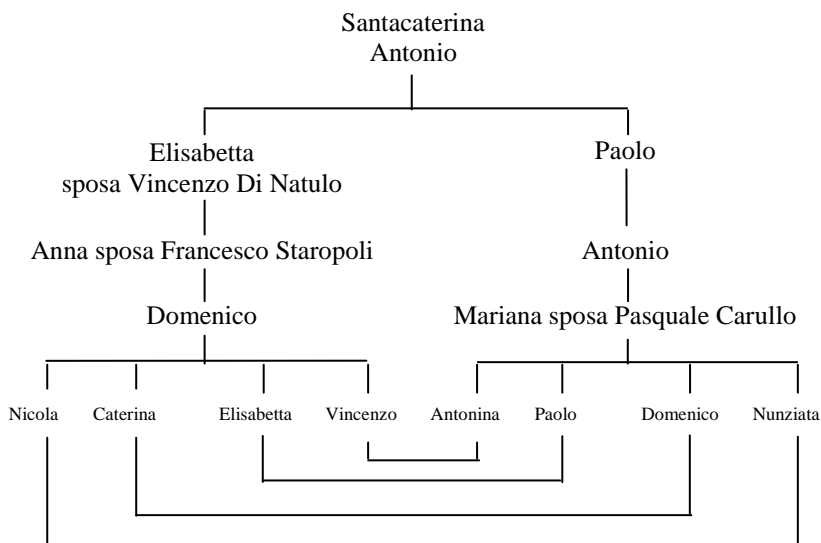 Santacaterina
Antonio
Elisabetta
sposa Vincenzo Di Natulo
Paolo
Anna sposa Francesco Staropoli
Antonio
Domenico
Mariana sposa Pasquale Carullo
Nicola Caterina Elisabetta Vincenzo Antonina Paolo Domenico Nunziata